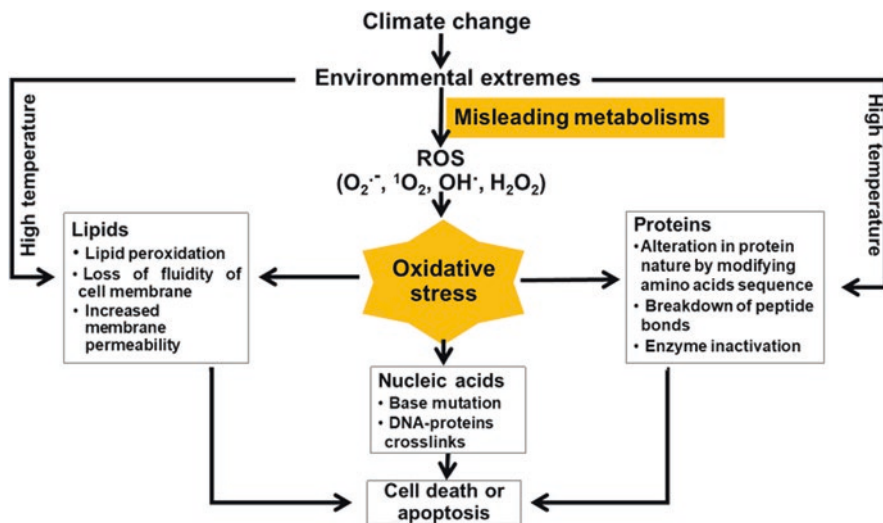 Climate change
Environmental extremes
Misleading metabolisms
High temperature
High temperature
ROS
(O₂·⁻, ¹O₂, OH·, H₂O₂)
Lipids
• Lipid peroxidation
• Loss of fluidity of
cell membrane
• Increased
membrane
permeability
Oxidative
stress
Proteins
•Alteration in protein
nature by modifying
amino acids sequence
• Breakdown of peptide
bonds
• Enzyme inactivation
Nucleic acids
• Base mutation
• DNA-proteins
crosslinks
Cell death or
apoptosis